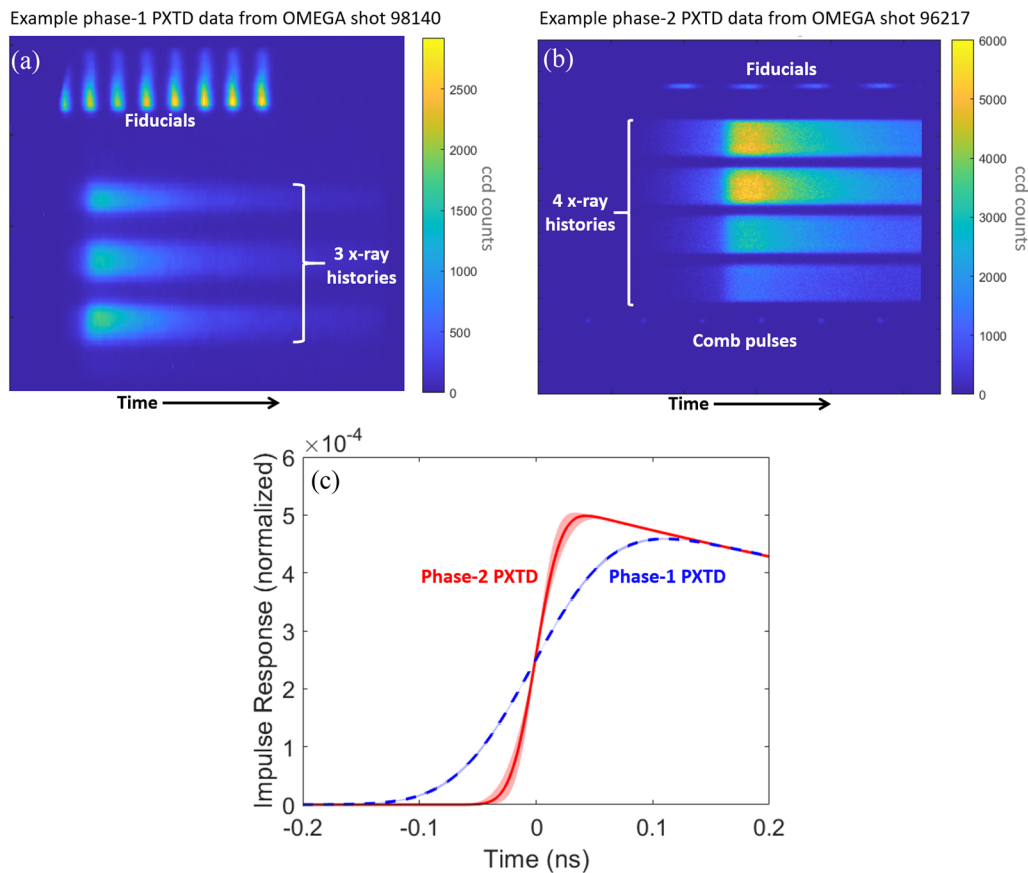 Example phase-1 PXTD data from OMEGA shot 98140
(a)
Fiducials
3 x-ray
histories
2500
2000
1500
1000
500
0
ccd counts
Time
Example phase-2 PXTD data from OMEGA shot 96217
(b)
Fiducials
4 x-ray
histories
Comb pulses
6000
5000
4000
3000
2000
1000
0
ccd counts
Time
×10⁻⁴
(c)
6
5
4
3
2
1
0
Impulse Response (normalized)
Phase-2 PXTD
Phase-1 PXTD
-0.2
-0.1
0
0.1
0.2
Time (ns)